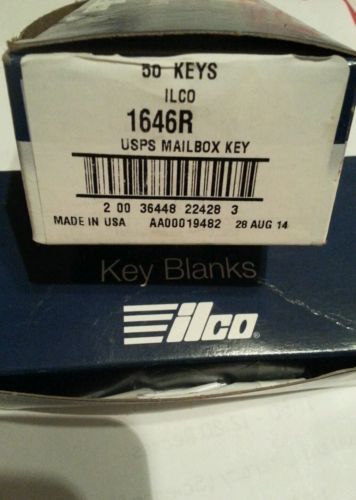 50 KEYS
ILCO
1646R
USPS MAILBOX KEY
2 00 36448 22428 3
MADE IN USA AA00019482 28 AUG 14
Key Blanks
ilco